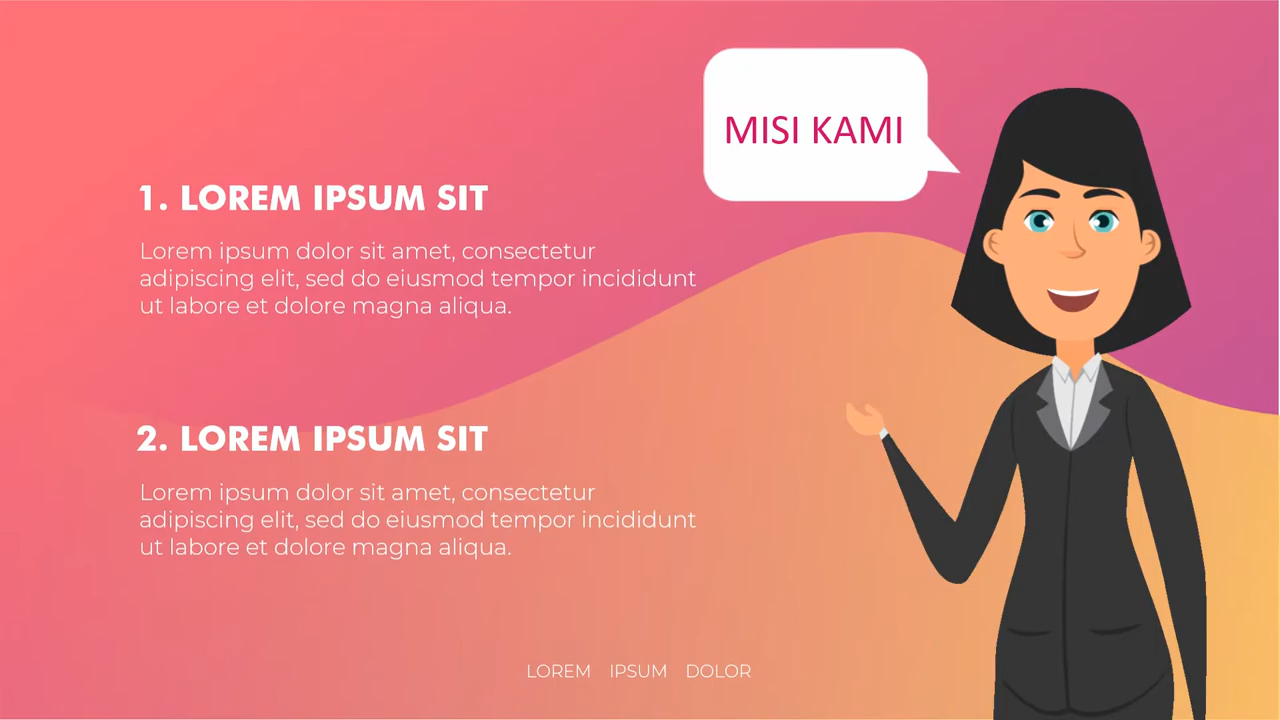 MISI KAMI
1. LOREM IPSUM SIT
Lorem ipsum dolor sit amet, consectetur
adipiscing elit, sed do eiusmod tempor incididunt
ut labore et dolore magna aliqua.
2. LOREM IPSUM SIT
Lorem ipsum dolor sit amet, consectetur
adipiscing elit, sed do eiusmod tempor incididunt
ut labore et dolore magna aliqua.
LOREM IPSUM DOLOR